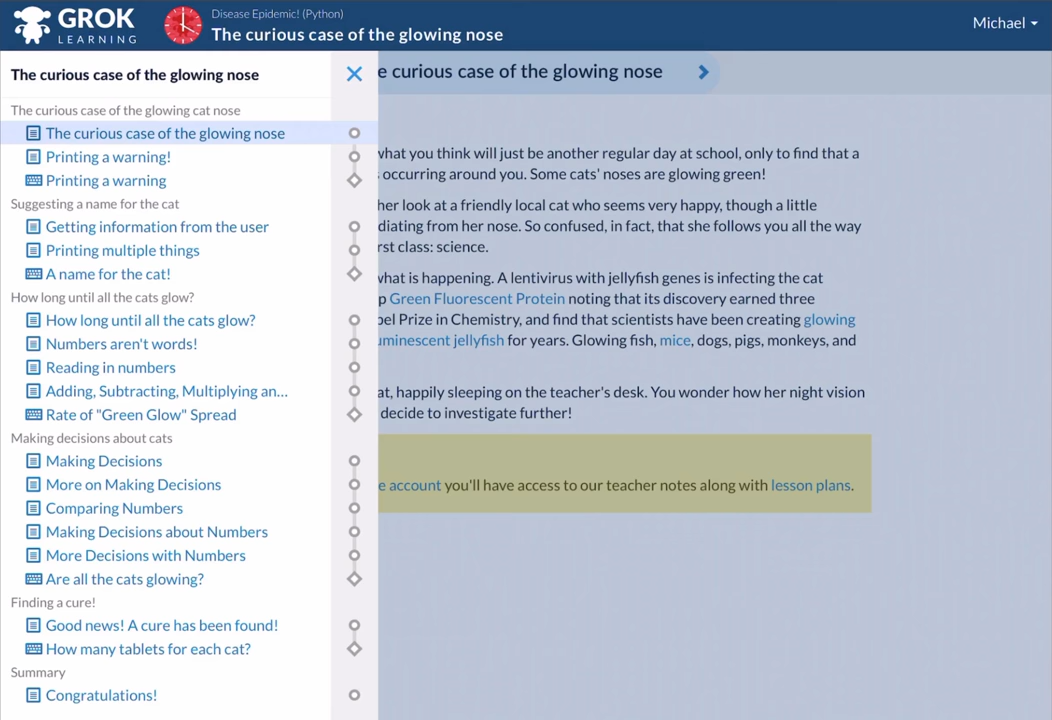 GROK
LEARNING
Disease Epidemic! (Python)
The curious case of the glowing nose
Michael
The curious case of the glowing nose
The curious case of the glowing cat nose
The curious case of the glowing nose
Printing a warning!
Printing a warning
Suggesting a name for the cat
Getting information from the user
Printing multiple things
A name for the cat!
How long until all the cats glow?
How long until all the cats glow?
Numbers aren't words!
Reading in numbers
Adding, Subtracting, Multiplying an...
Rate of "Green Glow" Spread
Making decisions about cats
Making Decisions
More on Making Decisions
Comparing Numbers
Making Decisions about Numbers
More Decisions with Numbers
Are all the cats glowing?
Finding a cure!
Good news! A cure has been found!
How many tablets for each cat?
Summary
Congratulations!
e curious case of the glowing nose
what you think will just be another regular day at school, only to find that a
occurring around you. Some cats' noses are glowing green!
her look at a friendly local cat who seems very happy, though a little
diating from her nose. So confused, in fact, that she follows you all the way
rst class: science.
what is happening. A lentivirus with jellyfish genes is infecting the cat
p Green Fluorescent Protein noting that its discovery earned three
bel Prize in Chemistry, and find that scientists have been creating glowing
uminescent jellyfish for years. Glowing fish, mice, dogs, pigs, monkeys, and
at, happily sleeping on the teacher's desk. You wonder how her night vision
decide to investigate further!
e account you'll have access to our teacher notes along with lesson plans.